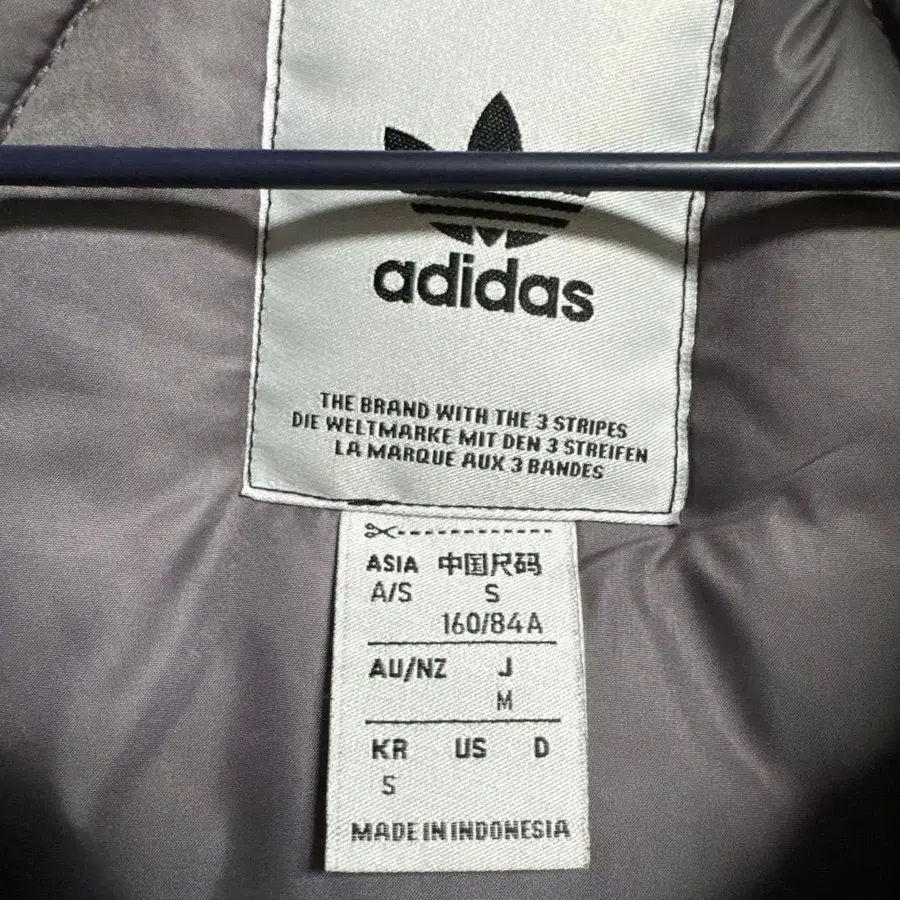 adidas
THE BRAND WITH THE 3 STRIPES
DIE WELTMARKE MIT DEN 3 STREIFEN
LA MARQUE AUX 3 BANDES
ASIA 中国尺码
A/S S
160/84A
AU/NZ J
M
KR US D
S
MADE IN INDONESIA